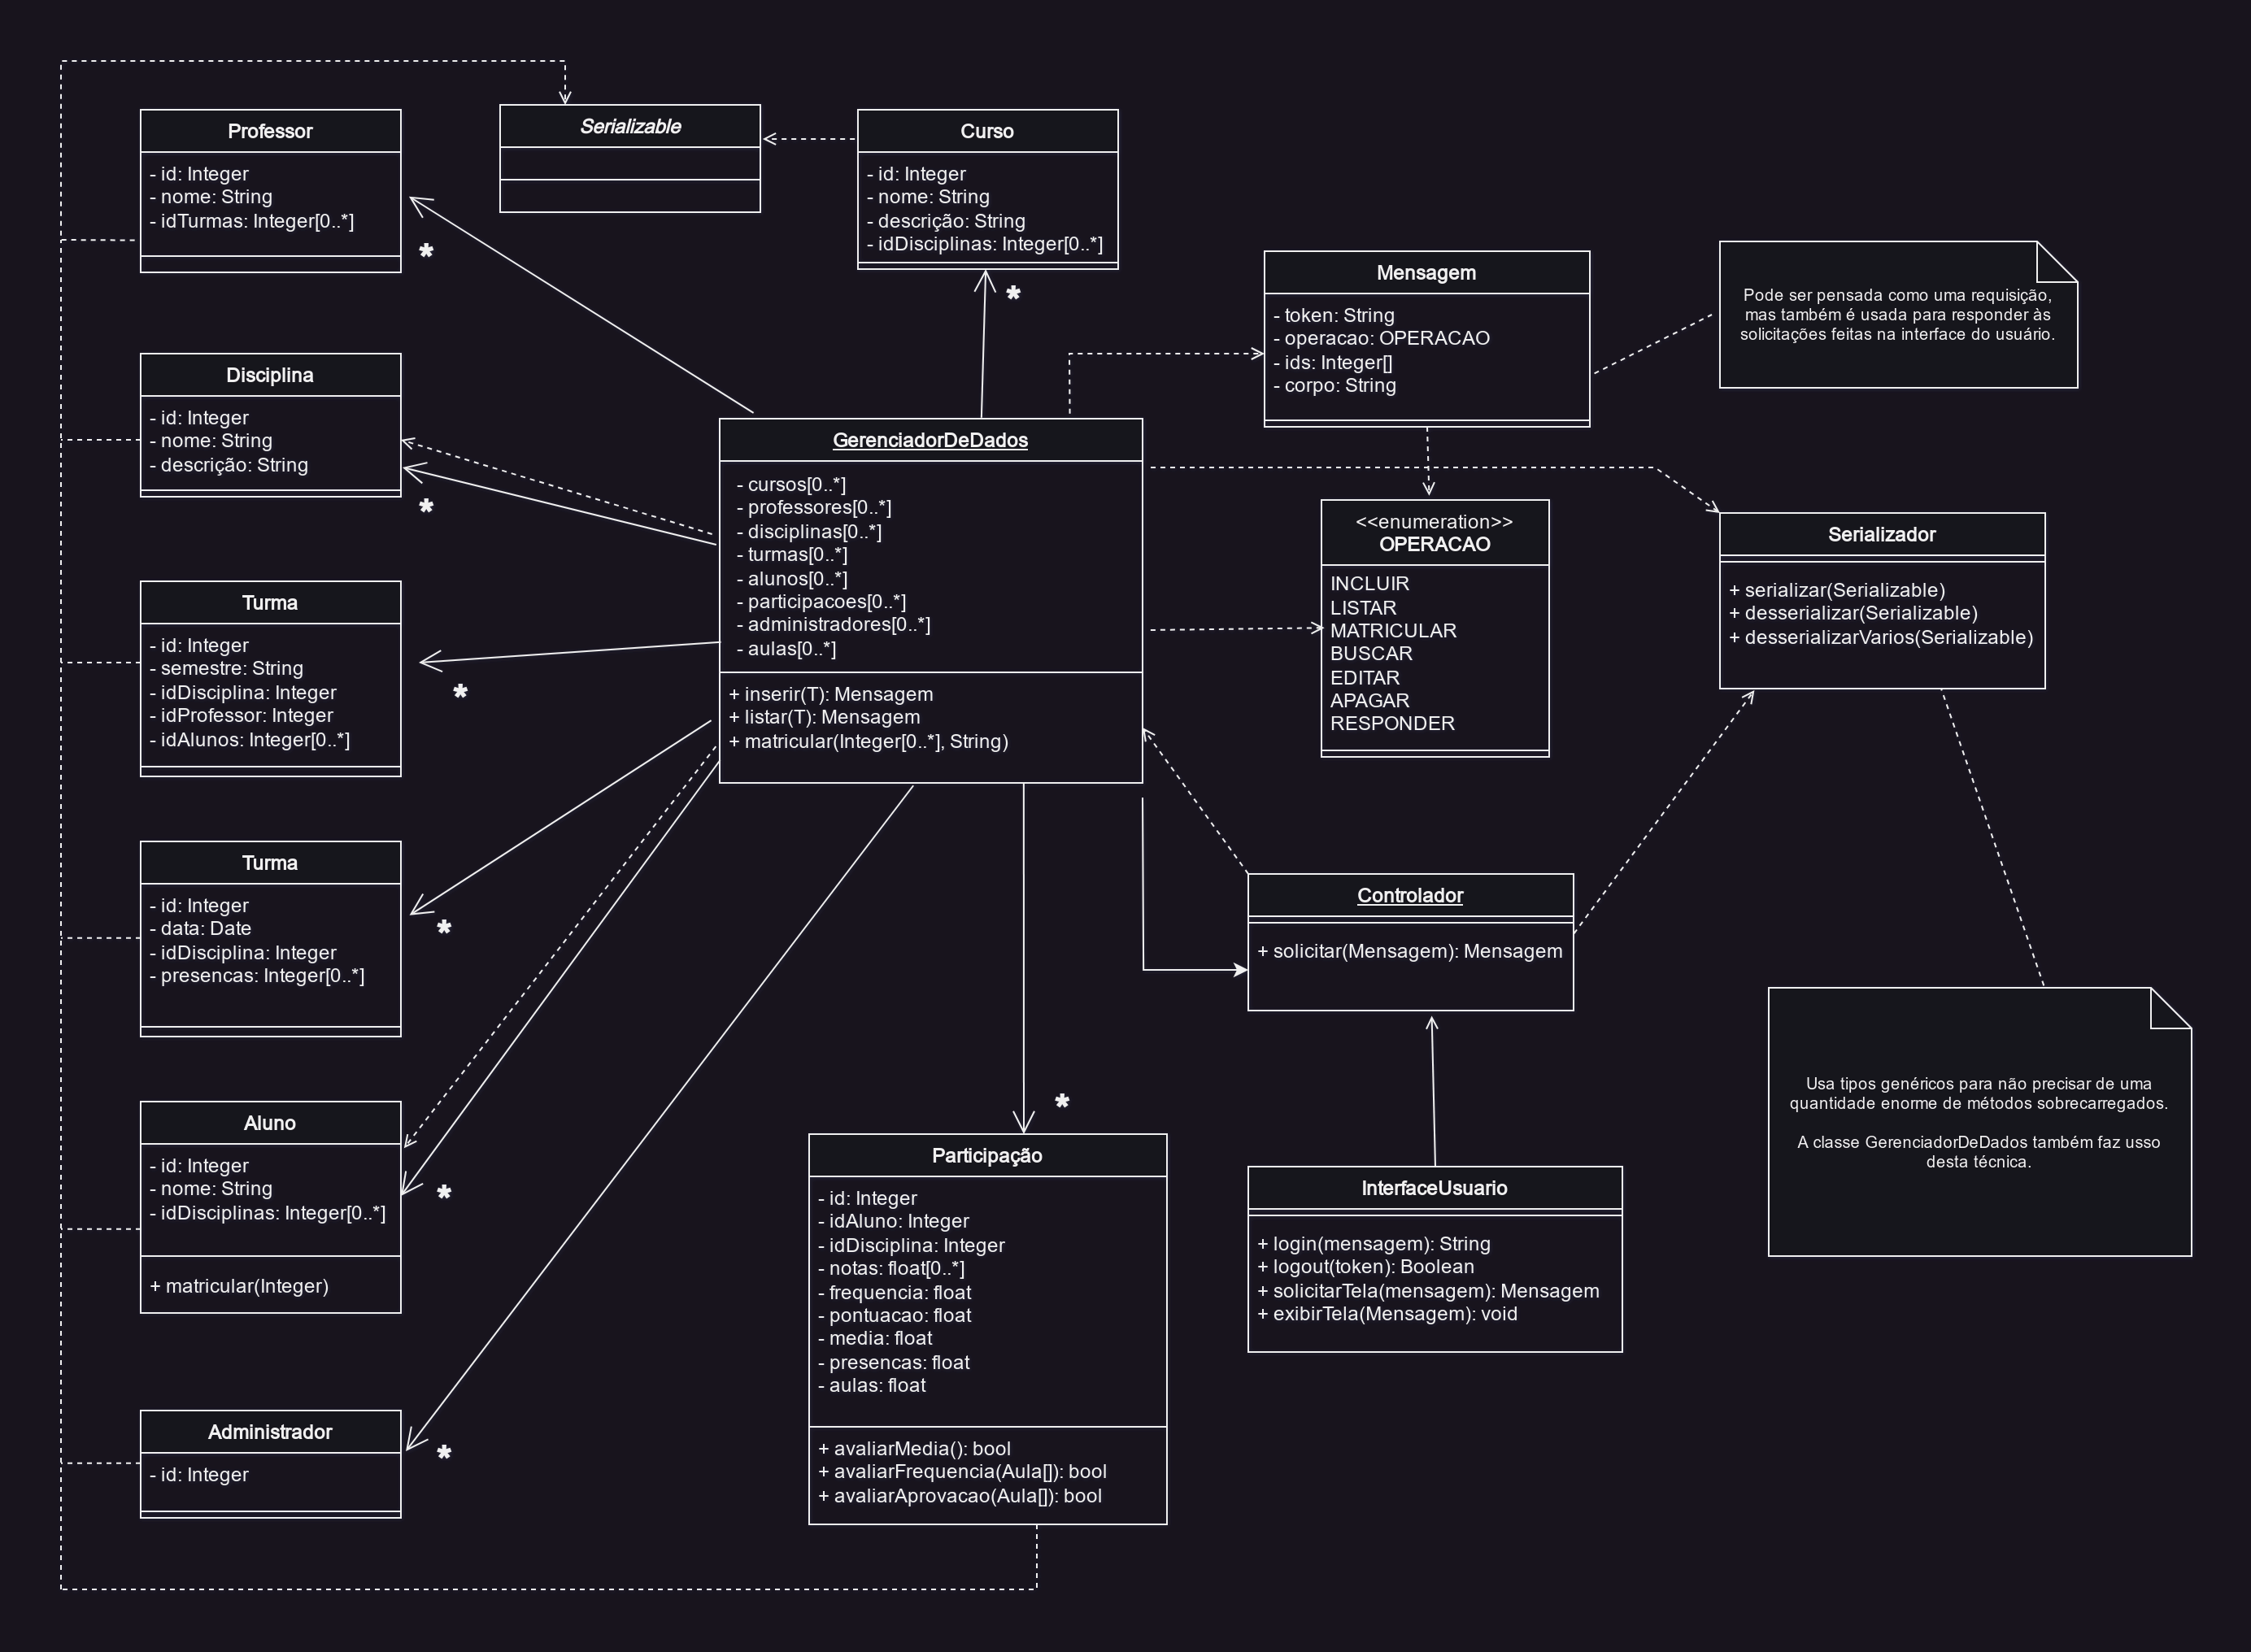 Professor
- id: Integer
- nome: String
- idTurmas: Integer[0..*]
*
Serializable
Curso
- id: Integer
- nome: String
- descrição: String
- idDisciplinas: Integer[0..*]
*
Mensagem
- token: String
- operacao: OPERACAO
- ids: Integer[]
- corpo: String
Pode ser pensada como uma requisição,
mas também é usada para responder às
solicitações feitas na interface do usuário.
Disciplina
- id: Integer
- nome: String
- descrição: String
*
GerenciadorDeDados
- cursos[0..*]
- professores[0..*]
- disciplinas[0..*]
- turmas[0..*]
- alunos[0..*]
- participacoes[0..*]
- administradores[0..*]
- aulas[0..*]
+ inserir(T): Mensagem
+ listar(T): Mensagem
+ matricular(Integer[0..*], String)
<<enumeration>>
OPERACAO
INCLUIR
LISTAR
MATRICULAR
BUSCAR
EDITAR
APAGAR
RESPONDER
Serializador
+ serializar(Serializable)
+ desserializar(Serializable)
+ desserializarVarios(Serializable)
Turma
- id: Integer
- semestre: String
- idDisciplina: Integer
- idProfessor: Integer
- idAlunos: Integer[0..*]
*
Turma
- id: Integer
- data: Date
- idDisciplina: Integer
- presencas: Integer[0..*]
*
Controlador
+ solicitar(Mensagem): Mensagem
Usa tipos genéricos para não precisar de uma
quantidade enorme de métodos sobrecarregados.
A classe GerenciadorDeDados também faz usso
desta técnica.
Aluno
- id: Integer
- nome: String
- idDisciplinas: Integer[0..*]
+ matricular(Integer)
*
*
Participação
- id: Integer
- idAluno: Integer
- idDisciplina: Integer
- notas: float[0..*]
- frequencia: float
- pontuacao: float
- media: float
- presencas: float
- aulas: float
+ avaliarMedia(): bool
+ avaliarFrequencia(Aula[]): bool
+ avaliarAprovacao(Aula[]): bool
InterfaceUsuario
+ login(mensagem): String
+ logout(token): Boolean
+ solicitarTela(mensagem): Mensagem
+ exibirTela(Mensagem): void
Administrador
- id: Integer
*